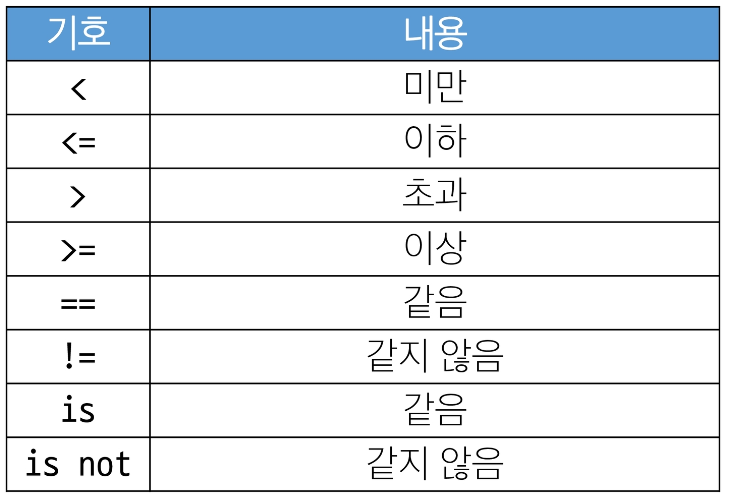 기호 내용
< 미만
<= 이하
> 초과
>= 이상
== 같음
!= 같지 않음
is 같음
is not 같지 않음